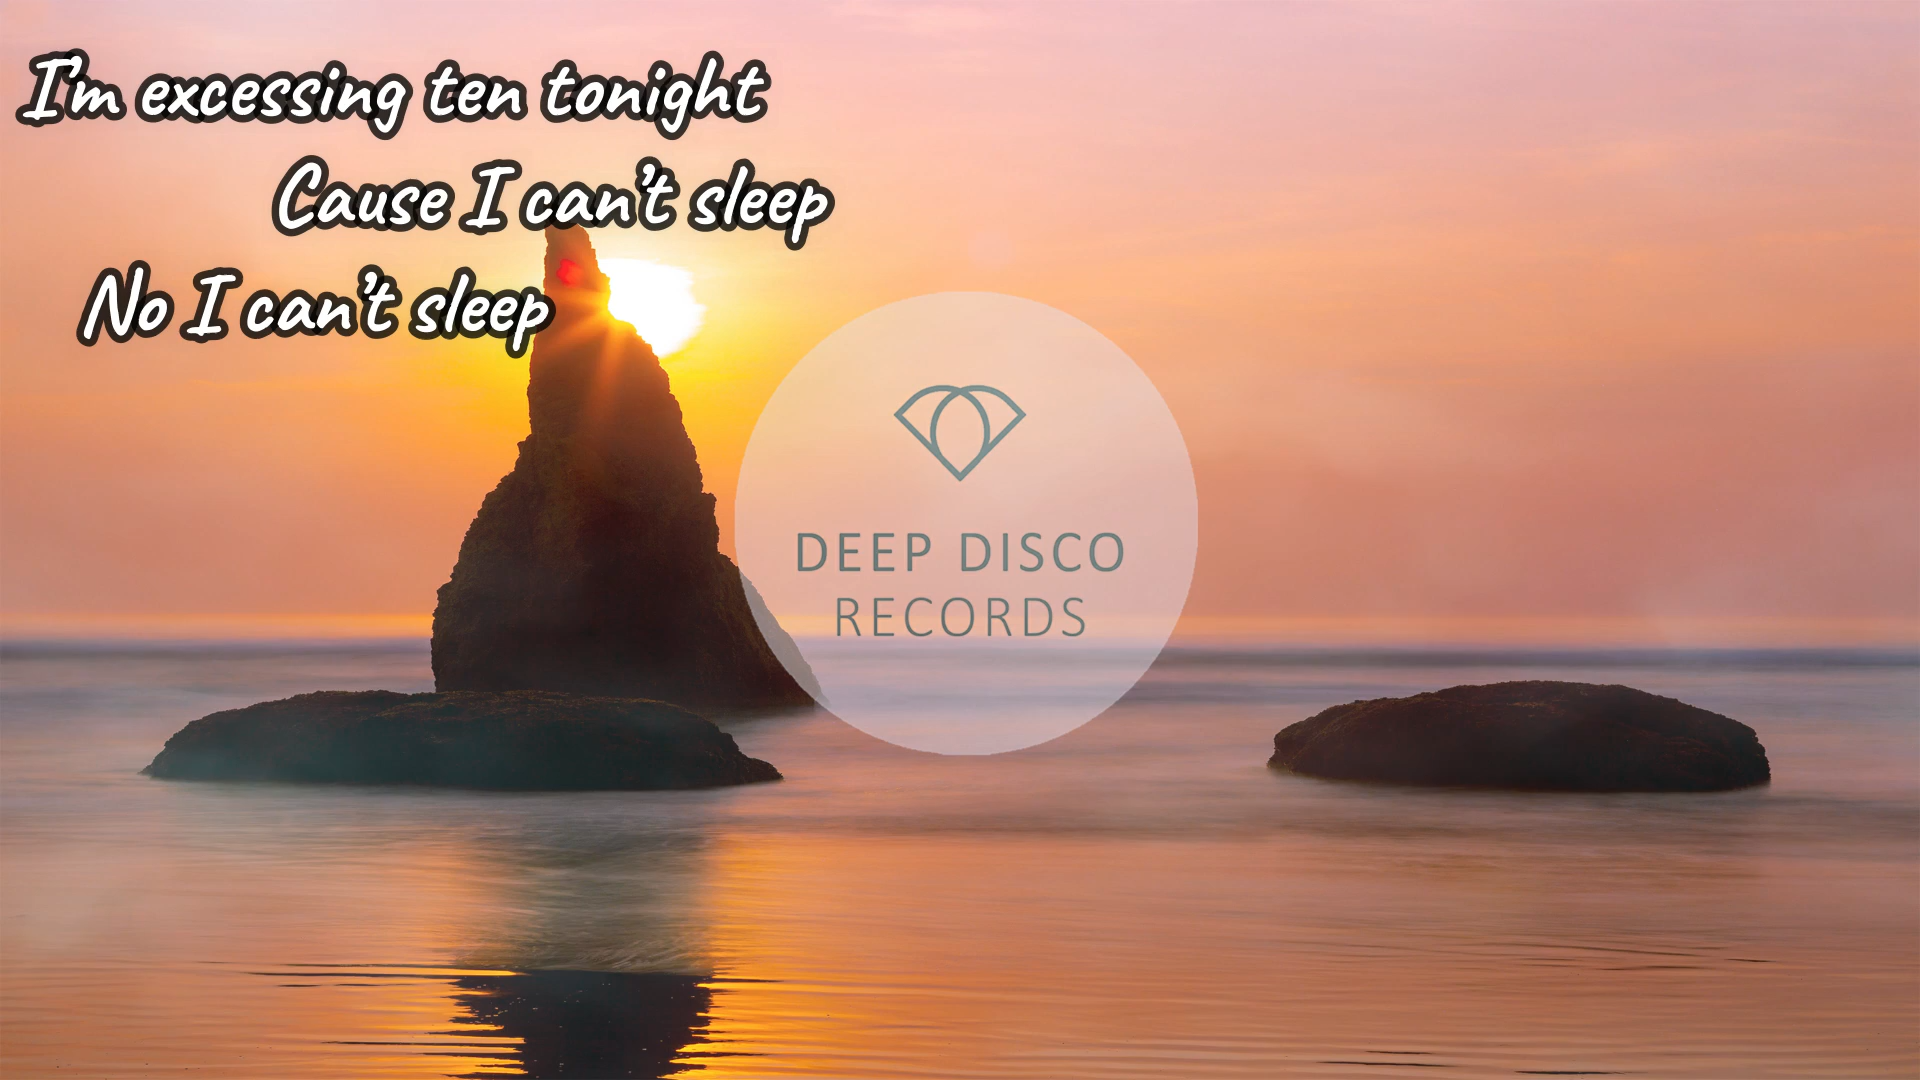 I'm excessing ten tonight
Cause I can't sleep
No I can't sleep
DEEP DISCO
RECORDS